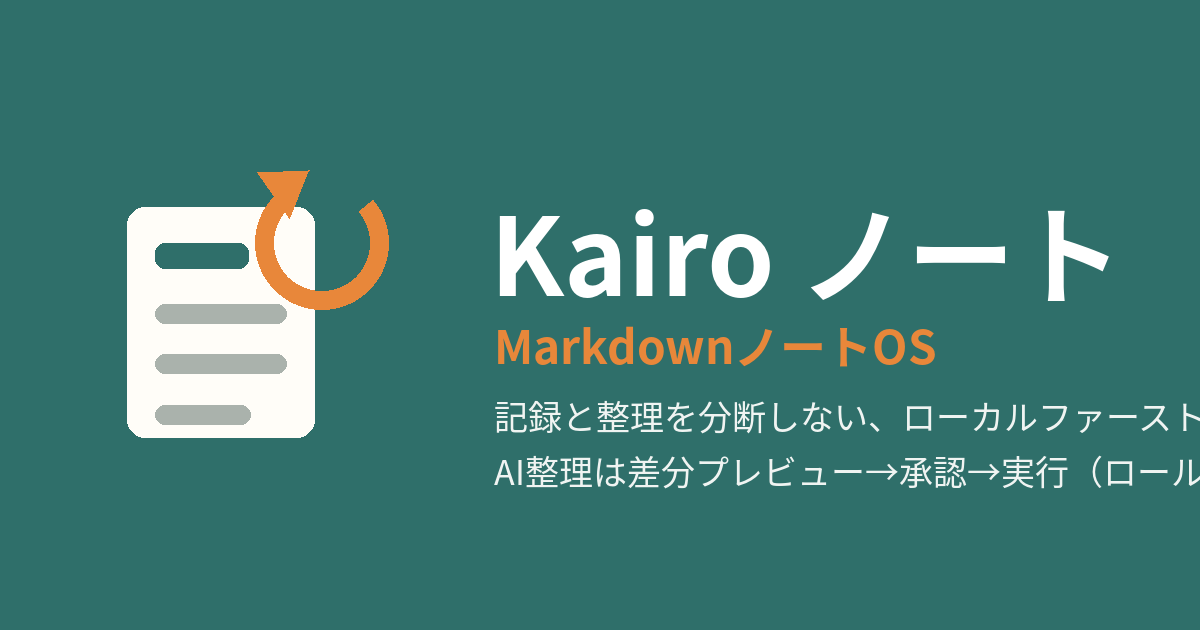 Kairo ノート
MarkdownノートOS
記録と整理を分断しない、ローカルファースト
AI整理は差分プレビュー→承認→実行（ロール